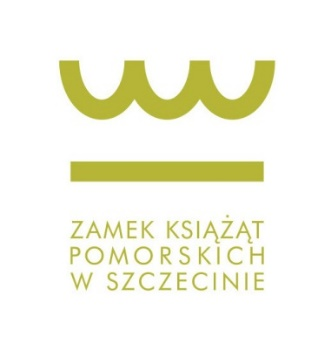 ZAMEK KSIĄŻĄT
POMORSKICH
W SZCZECINIE